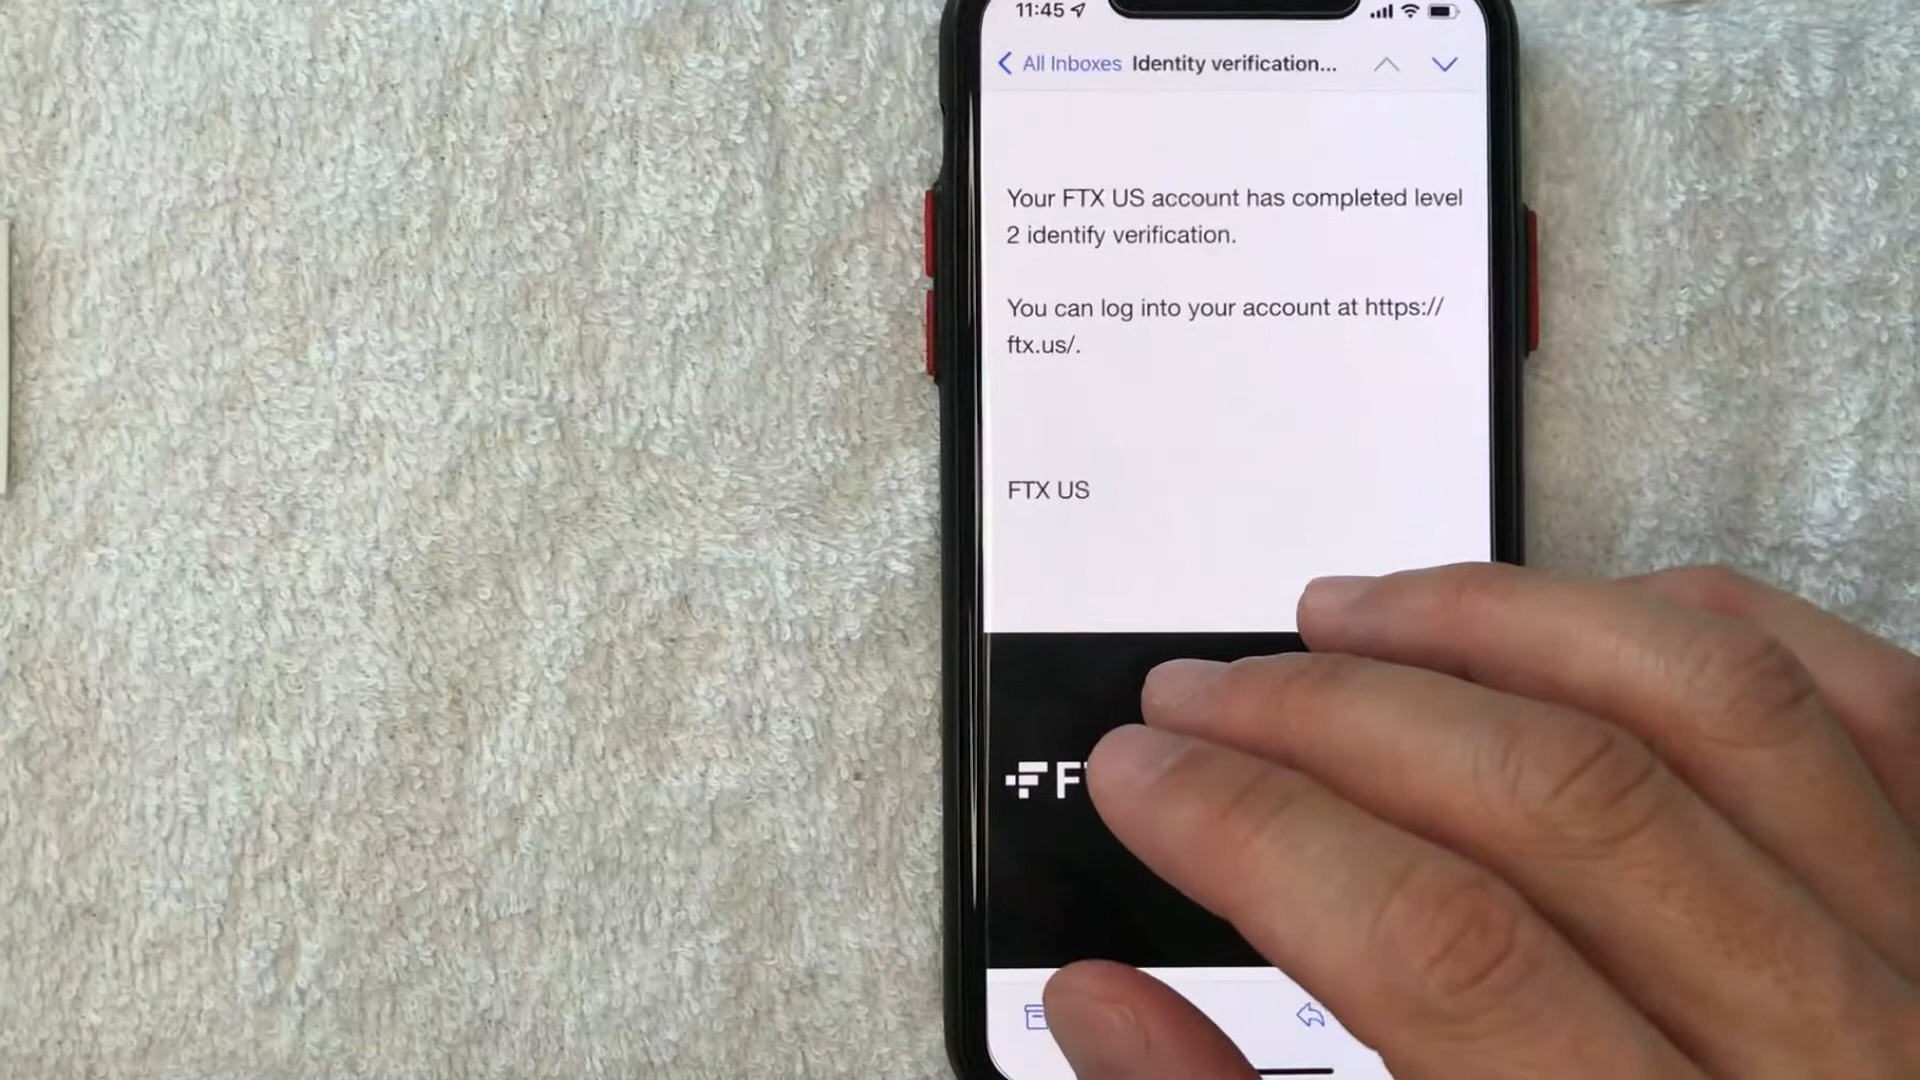 11:45
All Inboxes Identity verification...
Your FTX US account has completed level
2 identify verification.
You can log into your account at https://
ftx.us/.
FTX US
F